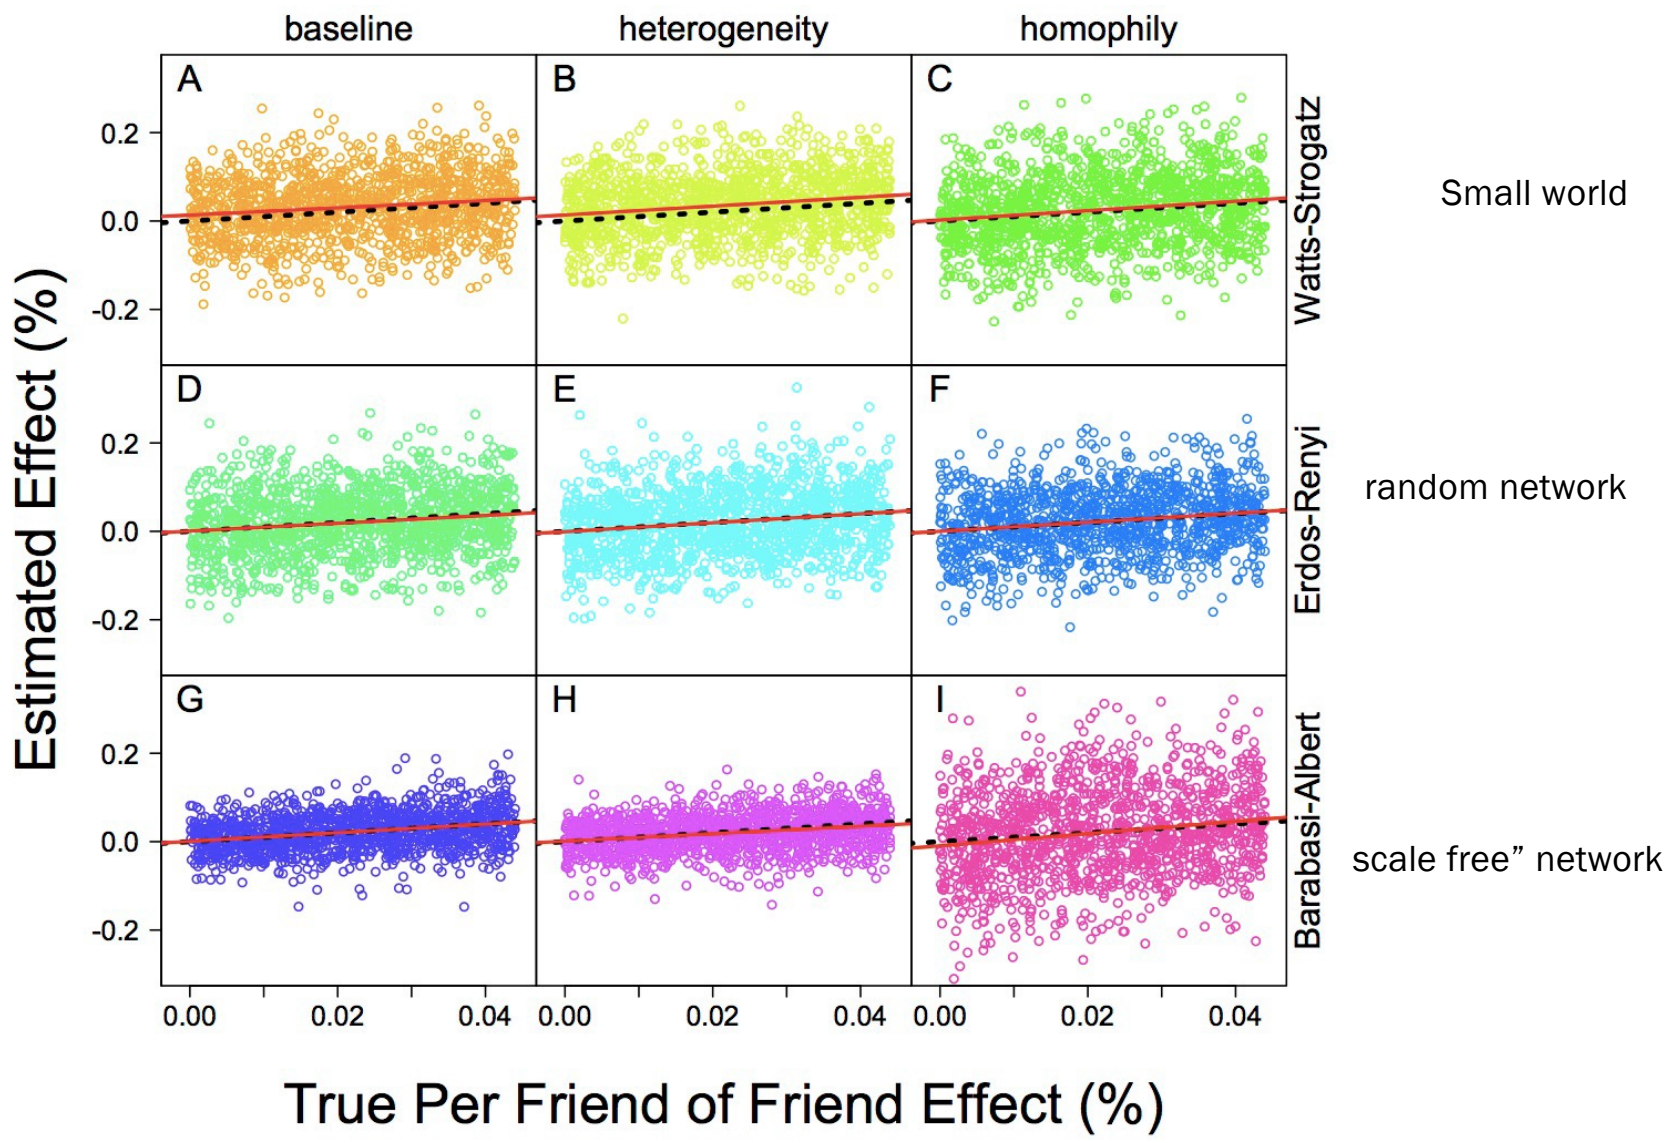 baseline heterogeneity homophily
A B C
0.2
0.0
-0.2
Watts-Strogatz
Small world
D E F
0.2
0.0
-0.2
Erdos-Renyi
random network
G H I
0.2
0.0
-0.2
Barabasi-Albert
scale free” network
Estimated Effect (%)
0.00 0.02 0.04 0.00 0.02 0.04 0.00 0.02 0.04
True Per Friend of Friend Effect (%)